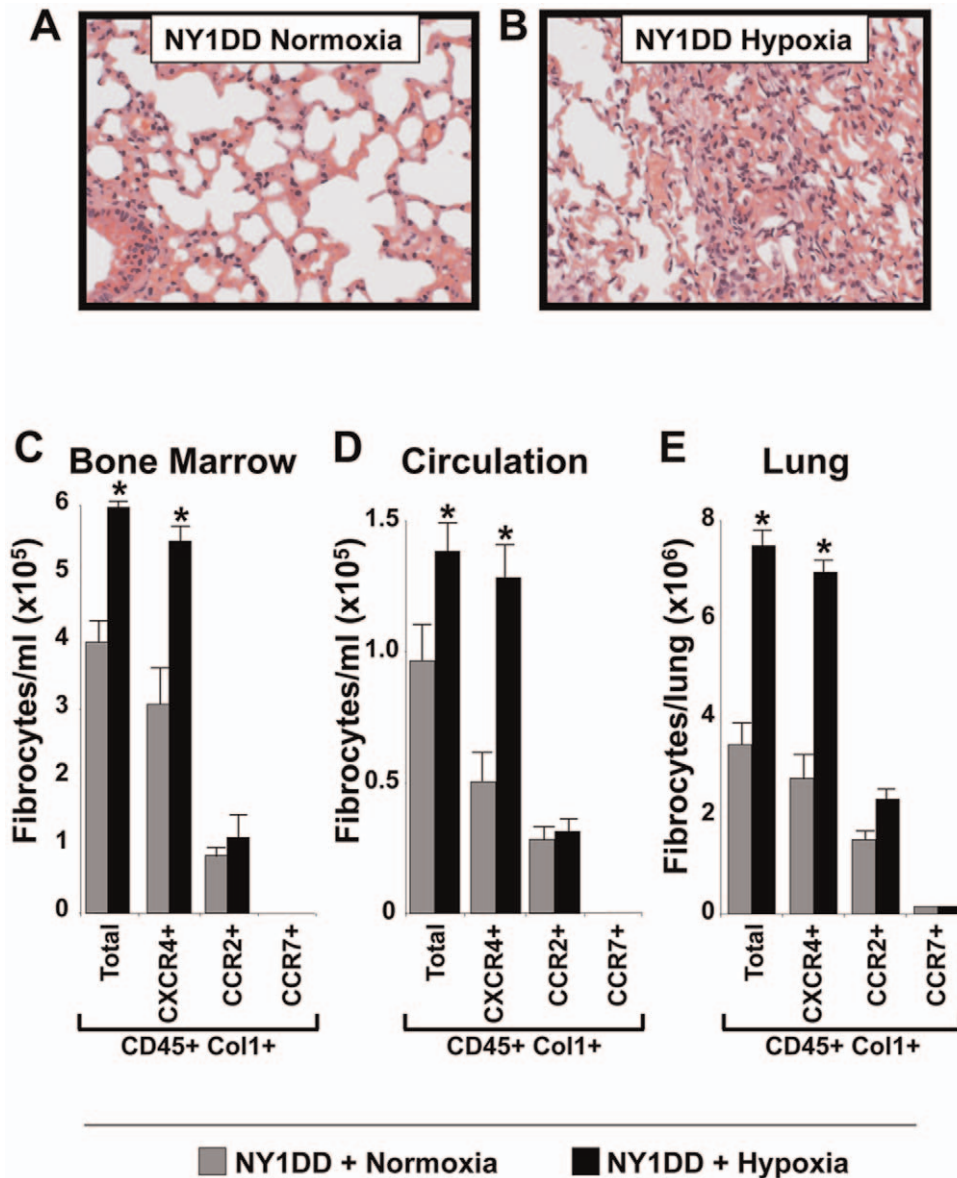 A
NY1DD Normoxia
B
NY1DD Hypoxia
C Bone Marrow
Fibrocytes/ml (x10⁵)
6
5
4
3
2
1
0
*
*
Total
CXCR4+
CCR2+
CCR7+
CD45+ Col1+
D Circulation
Fibrocytes/ml (x10⁵)
1.5
1.0
0.5
0
*
*
Total
CXCR4+
CCR2+
CCR7+
CD45+ Col1+
E Lung
Fibrocytes/lung (x10⁶)
8
6
4
2
0
*
*
Total
CXCR4+
CCR2+
CCR7+
CD45+ Col1+
NY1DD + Normoxia
NY1DD + Hypoxia